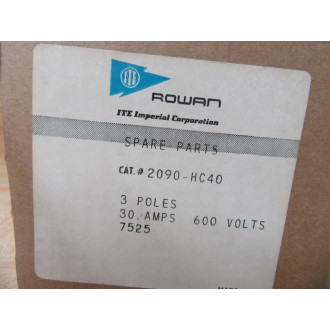 ROWAN
ITE Imperial Corporation
SPARE PARTS
CAT. # 2090-HC40
3 POLES
30. AMPS 600 VOLTS
7525